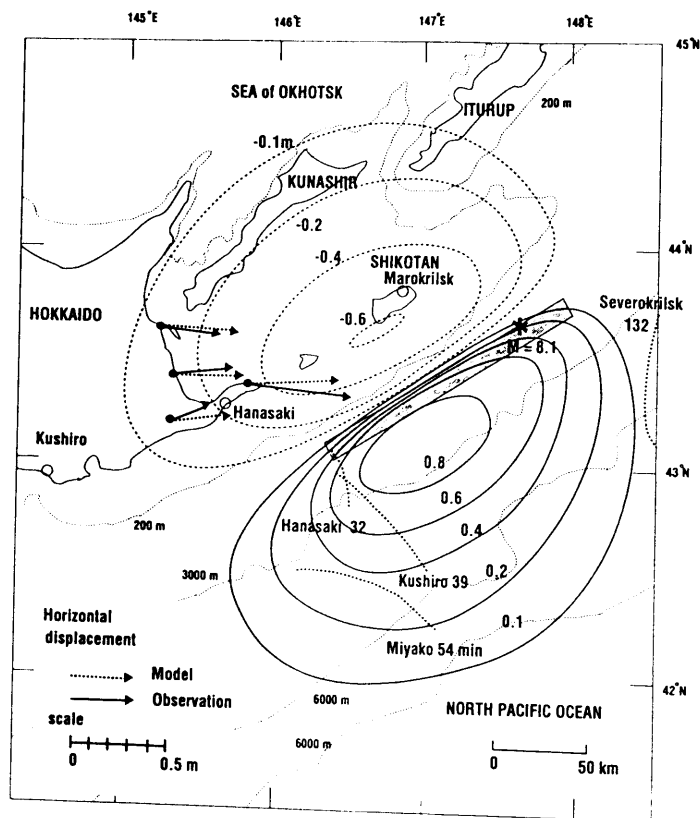 145°E
146°E
147°E
148°E
45°N
SEA of OKHOTSK
ITURUP
200 m
-0.1m
KUNASHIR
-0.2
44°N
-0.4
SHIKOTAN
Marokrilsk
Severokrilsk
132
HOKKAIDO
-0.6
M = 8.1
Hanasaki
Kushiro
0.8
43°N
0.6
200 m
Hanasaki 32
0.4
3000 m
Kushiro 39
0.2
0.1
Horizontal
displacement
Miyako 54 min
Model
Observation
6000 m
42°N
NORTH PACIFIC OCEAN
scale
6000 m
0
0.5 m
0
50 km